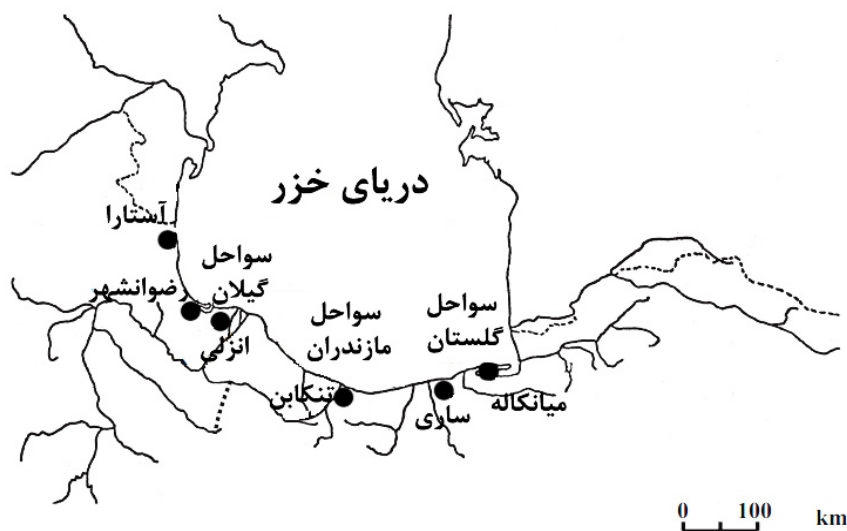 دریای خزر
آستارا
سواحل
گیلان
رضوانشهر
انزلی
سواحل
مازندران
سواحل
گلستان
تنکابن
ساری
میانکاله
0 100 km